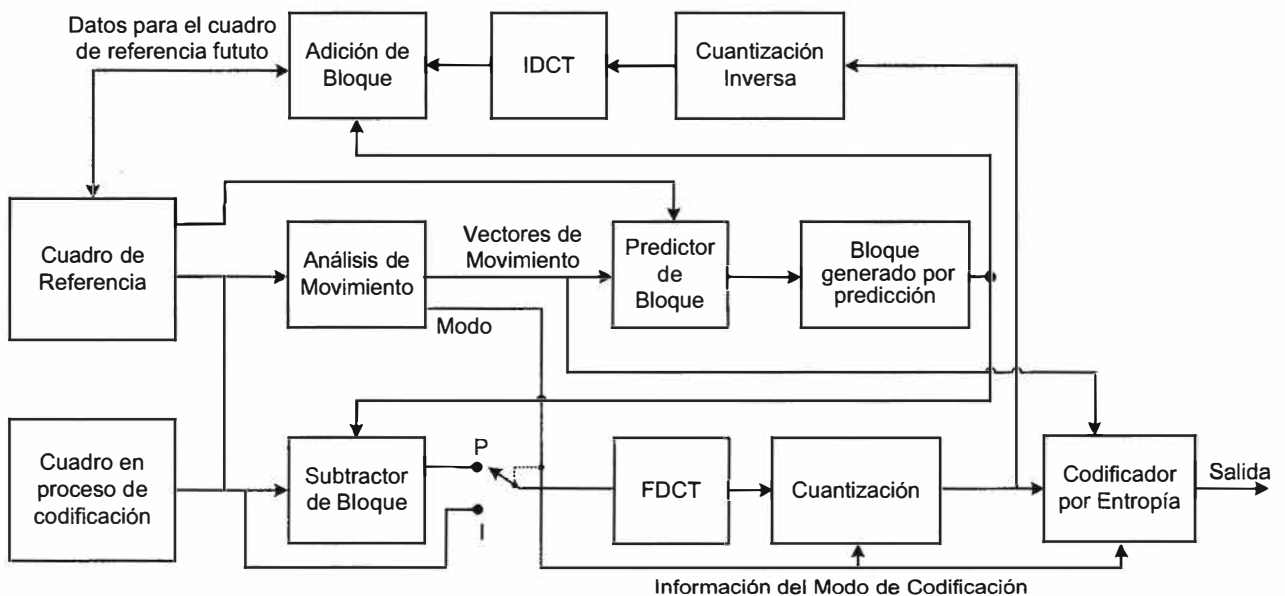 Datos para el cuadro
de referencia fututo
Adición de
Bloque
IDCT
Cuantización
Inversa
Cuadro de
Referencia
Análisis de
Movimiento
Vectores de
Movimiento
Modo
Predictor
de
Bloque
Bloque
generado por
predicción
Cuadro en
proceso de
codificación
Subtractor
de Bloque
P
I
FDCT
Cuantización
Codificador
por Entropía
Salida
Información del Modo de Codificación